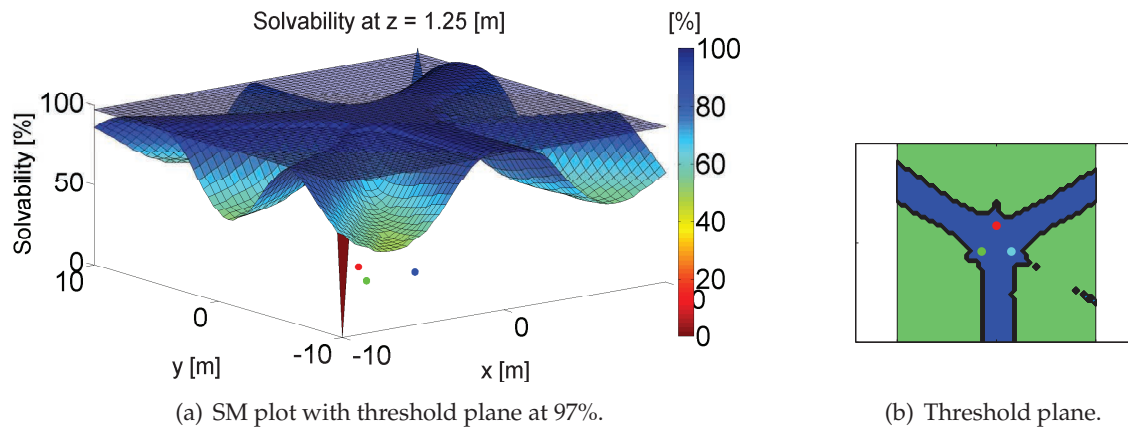 Solvability at z = 1.25 [m]
[%]
Solvability [%]
100
50
0
10
0
-10
y [m]
-10
0
x [m]
100
80
60
40
20
0
0
(a) SM plot with threshold plane at 97%.
(b) Threshold plane.